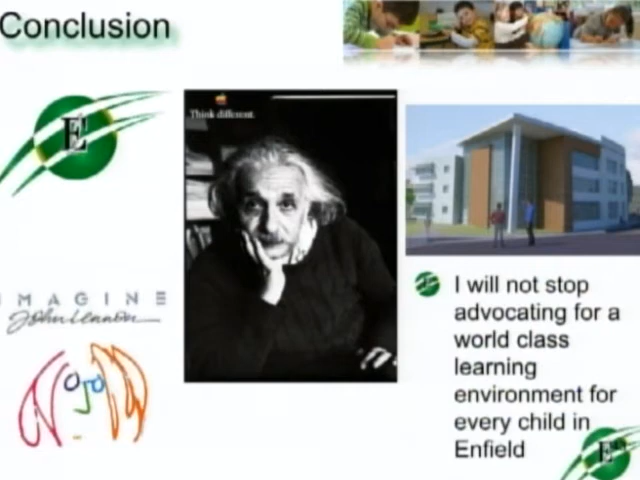 Conclusion
E
Think different.
IMAGINE
John Lennon
I will not stop
advocating for a
world class
learning
environment for
every child in
Enfield